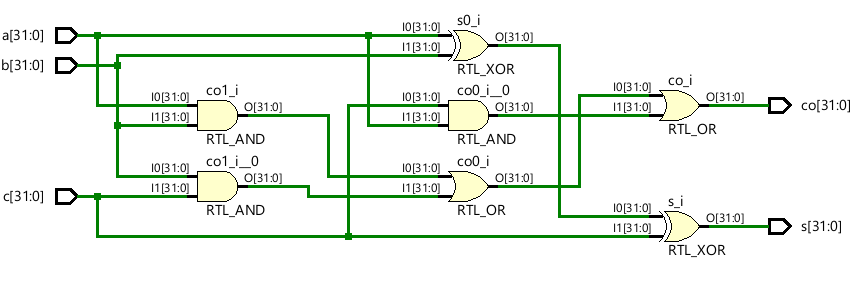 a[31:0]
b[31:0]
c[31:0]
co1_i
I0[31:0]
I1[31:0]
O[31:0]
RTL_AND
co1_i__0
I0[31:0]
I1[31:0]
O[31:0]
RTL_AND
s0_i
I0[31:0]
I1[31:0]
O[31:0]
RTL_XOR
co0_i__0
I0[31:0]
I1[31:0]
O[31:0]
RTL_AND
co0_i
I0[31:0]
I1[31:0]
O[31:0]
RTL_OR
co_i
I0[31:0]
I1[31:0]
O[31:0]
RTL_OR
s_i
I0[31:0]
I1[31:0]
O[31:0]
RTL_XOR
co[31:0]
s[31:0]